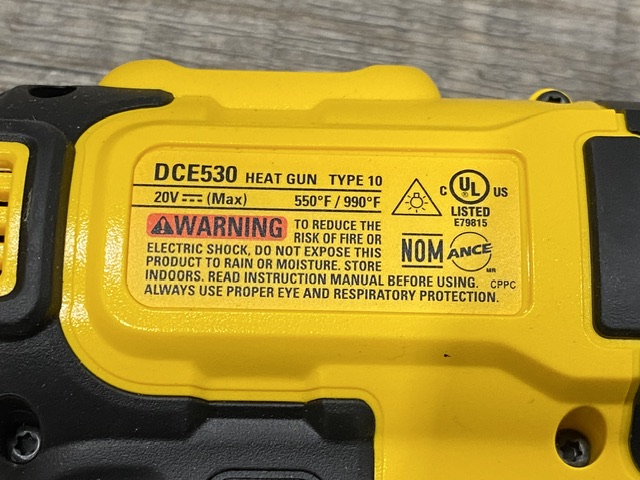 DCE530 HEAT GUN TYPE 10
20V⎓(Max) 550°F / 990°F
WARNING TO REDUCE THE
RISK OF FIRE OR
ELECTRIC SHOCK, DO NOT EXPOSE THIS
PRODUCT TO RAIN OR MOISTURE. STORE
INDOORS. READ INSTRUCTION MANUAL BEFORE USING.
ALWAYS USE PROPER EYE AND RESPIRATORY PROTECTION.
C UL US
LISTED
E79815
NOM ANCE
MR
CPPC